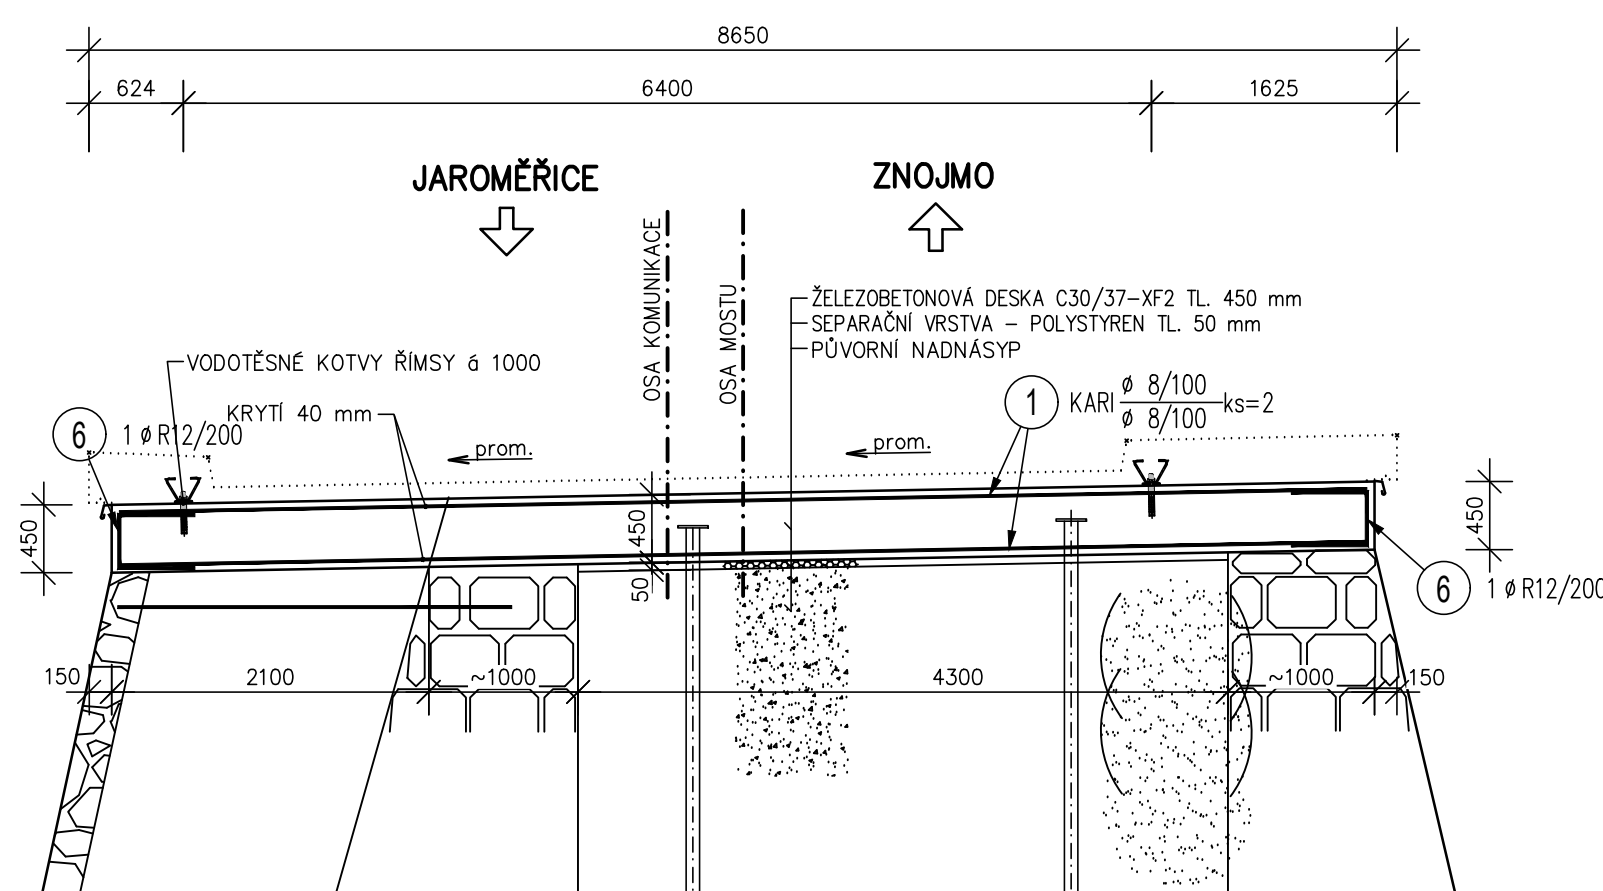 8650
624 6400 1625
JAROMĚŘICE ZNOJMO
OSA KOMUNIKACE
OSA MOSTU
ŽELEZOBETONOVÁ DESKA C30/37-XF2 TL. 450 mm
SEPARAČNÍ VRSTVA - POLYSTYREN TL. 50 mm
PŮVORNÍ NADNÁSYP
VODOTĚSNÉ KOTVY ŘÍMSY á 1000
KRYTÍ 40 mm
6 1 ø R12/200
1 KARI ø 8/100 ks=2
ø 8/100
prom. prom.
450 450 450
50
6 1 ø R12/200
150 2100 ~1000 4300 ~1000 150